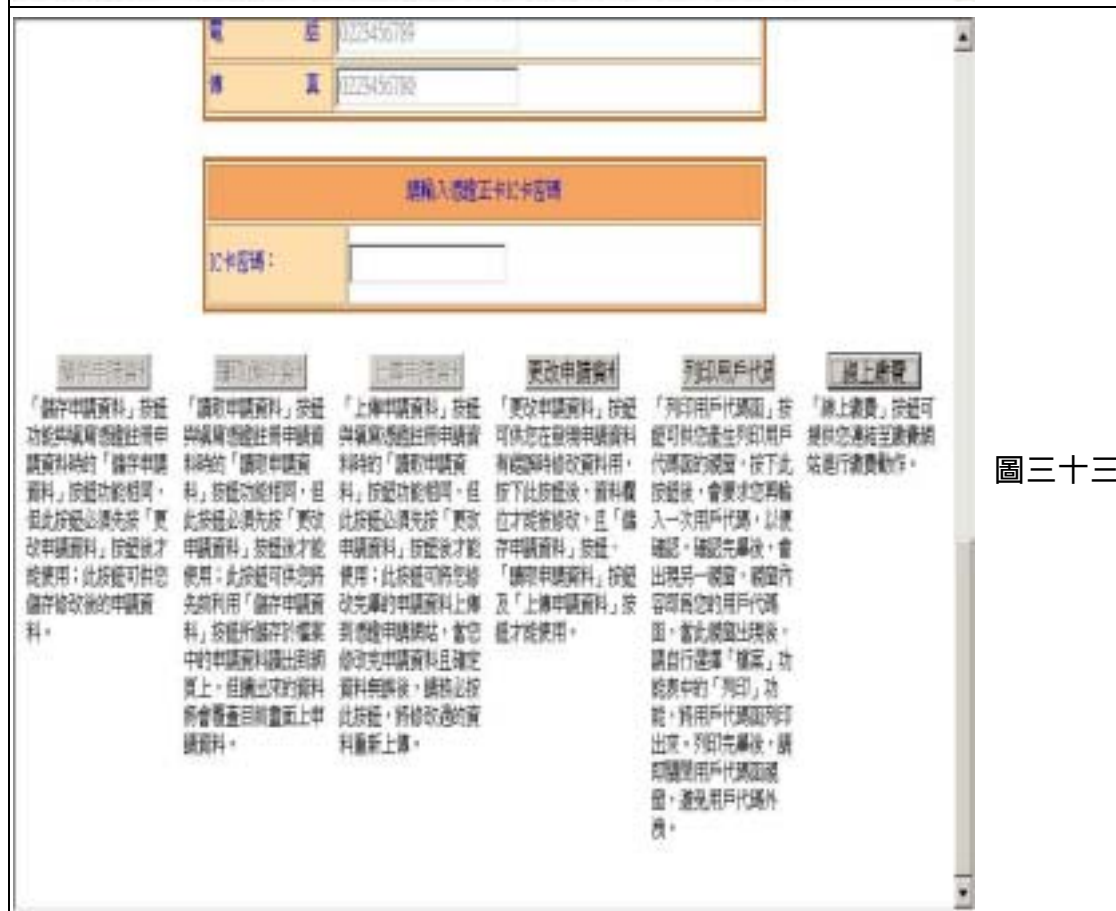 電 話 0223456789
傳 真 0223456780
請輸入憑證正卡IC卡密碼
IC卡密碼：
儲存申請資料
讀取申請資料
上傳申請資料
更改申請資料
列印用戶代碼
線上繳費
「儲存申請資料」按鈕
功能與填寫憑證註冊申
請資料時的「儲存申請
資料」按鈕功能相同，
但此按鈕必須先按「更
改申請資料」按鈕後才
能使用；此按鈕可供您
儲存修改後的申請資
料。
「讀取申請資料」按鈕
與填寫憑證註冊申請資
料時的「讀取申請資
料」按鈕功能相同，但
此按鈕必須先按「更改
申請資料」按鈕後才能
使用；此按鈕可供您將
先前利用「儲存申請資
料」按鈕所儲存於檔案
中的申請資料讀出到網
頁上，但讀出來的資料
將會覆蓋目前畫面上申
請資料。
「上傳申請資料」按鈕
與填寫憑證註冊申請資
料時的「讀取申請資
料」按鈕功能相同，但
此按鈕必須先按「更改
申請資料」按鈕後才能
使用；此按鈕可將您修
改完畢的申請資料上傳
到憑證申請網站，當您
修改完申請資料且確定
資料無誤後，請務必按
此按鈕，將修改過的資
料重新上傳。
「更改申請資料」按鈕
可供您在發現申請資料
有錯誤時修改資料用，
按下此按鈕後，資料欄
位才能被修改，且「儲
存申請資料」按鈕、
「讀取申請資料」按鈕
及「上傳申請資料」按
鈕才能使用。
「列印用戶代碼函」按
鈕可供您產生列印用戶
代碼函的視窗，按下此
按鈕後，會要求您再輸
入一次用戶代碼，以便
確認，確認完畢後，會
出現另一視窗，視窗內
容即為您的用戶代碼
函，當此視窗出現後，
請自行選擇「檔案」功
能表中的「列印」功
能，將用戶代碼函列印
出來。列印完畢後，請
即關閉用戶代碼函視
窗，避免用戶代碼外
洩。
「線上繳費」按鈕可
提供您連結至繳費網
站進行繳費動作。
圖三十三